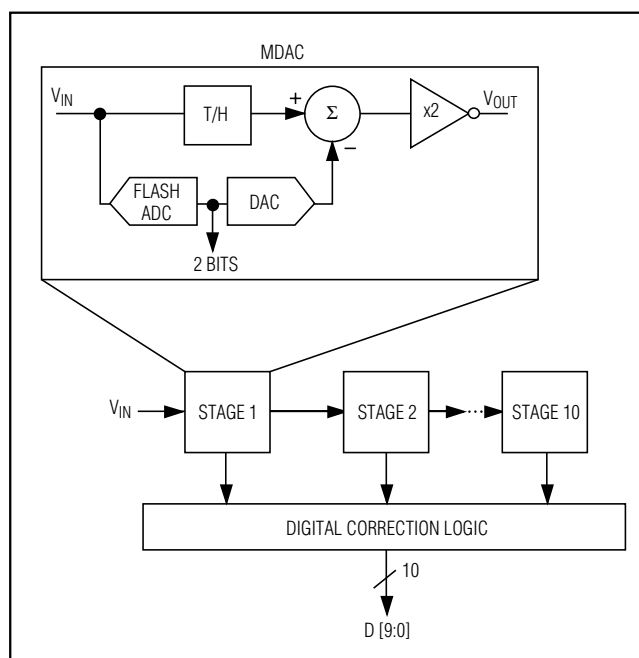 MDAC
V_IN
T/H
+
Σ
−
x2
V_OUT
FLASH
ADC
DAC
2 BITS
V_IN
STAGE 1
STAGE 2
...
STAGE 10
DIGITAL CORRECTION LOGIC
10
D [9:0]